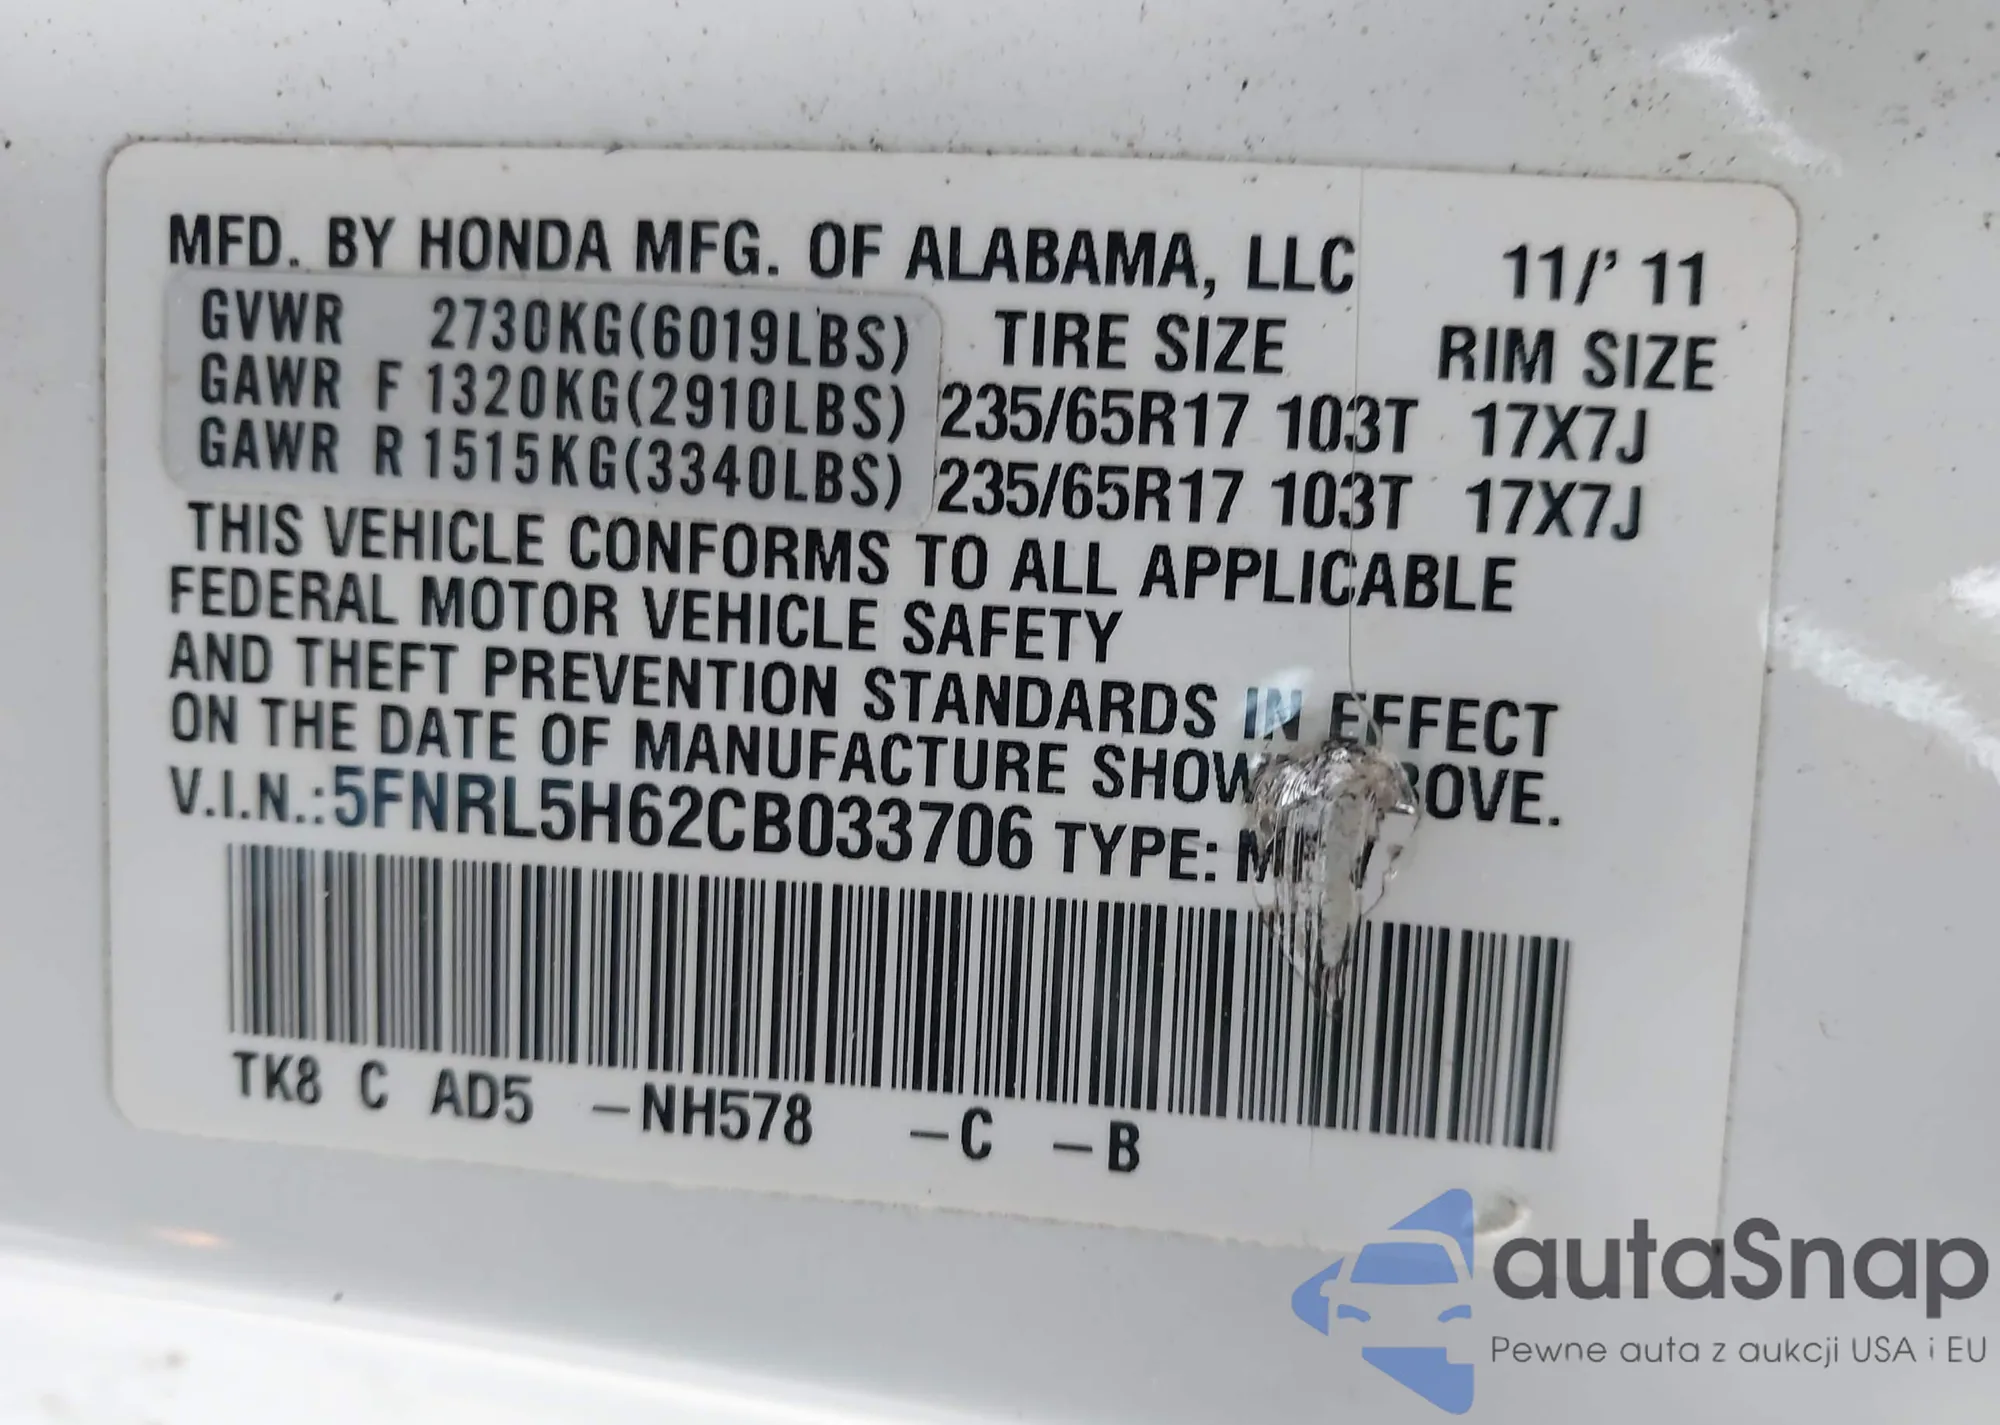 MFD. BY HONDA MFG. OF ALABAMA, LLC 11/'11
GVWR 2730KG(6019LBS) TIRE SIZE RIM SIZE
GAWR F 1320KG(2910LBS) 235/65R17 103T 17X7J
GAWR R 1515KG(3340LBS) 235/65R17 103T 17X7J
THIS VEHICLE CONFORMS TO ALL APPLICABLE
FEDERAL MOTOR VEHICLE SAFETY
AND THEFT PREVENTION STANDARDS IN EFFECT
ON THE DATE OF MANUFACTURE
V.I.N.:5FNRL5H62CB033706 TYPE:
TK8 C AD5 -NH578 -C -B
autaSnap
Pewne auta z aukcji USA i EU